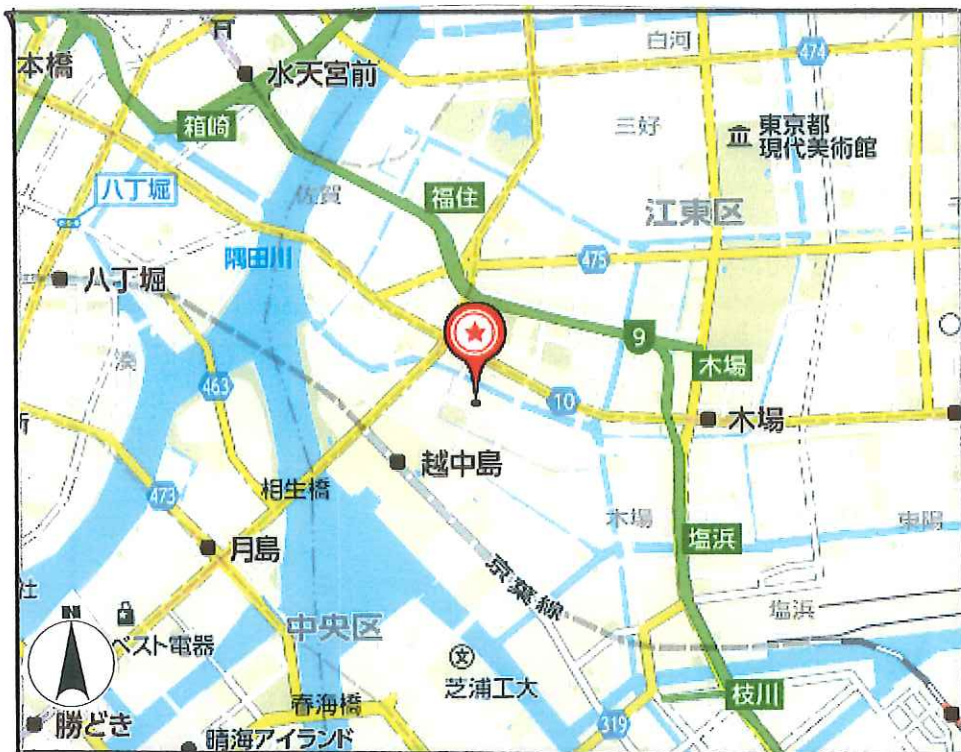 白河
474
本橋
水天宮前
箱崎
三好
東京都
現代美術館
八丁堀
佐賀
福住
江東区
隅田川
475
八丁堀
9
木場
湊
463
10
木場
越中島
473
相生橋
木場
東陽
塩浜
月島
京葉線
塩浜
中央区
N
ベスト電器
文
芝浦工大
枝川
春海橋
319
勝どき
晴海アイランド